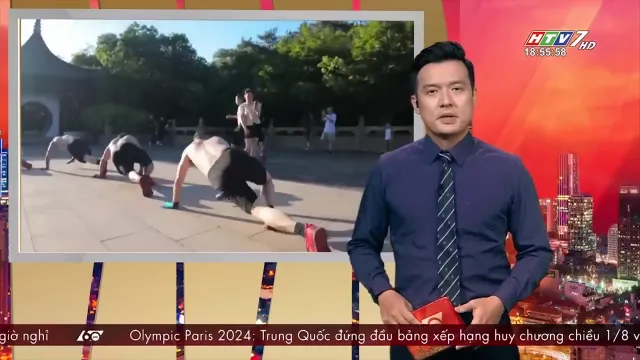 HTV7 HD
18:55:58
giờ nghỉ 60 Olympic Paris 2024: Trung Quốc đứng đầu bảng xếp hạng huy chương chiều 1/8